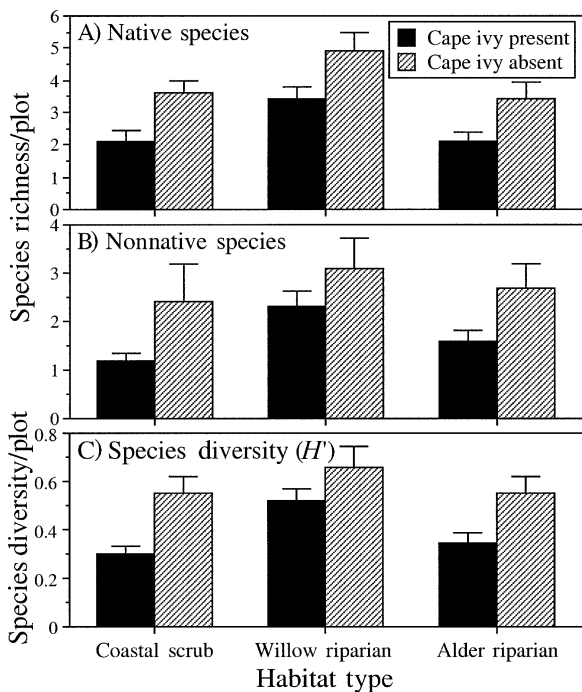 6
A) Native species
Cape ivy present
Cape ivy absent
5
4
3
2
1
0
Species richness/plot
4
B) Nonnative species
3
2
1
0
0.8
C) Species diversity (H')
0.6
0.4
0.2
0
Species diversity/plot
Coastal scrub Willow riparian Alder riparian
Habitat type